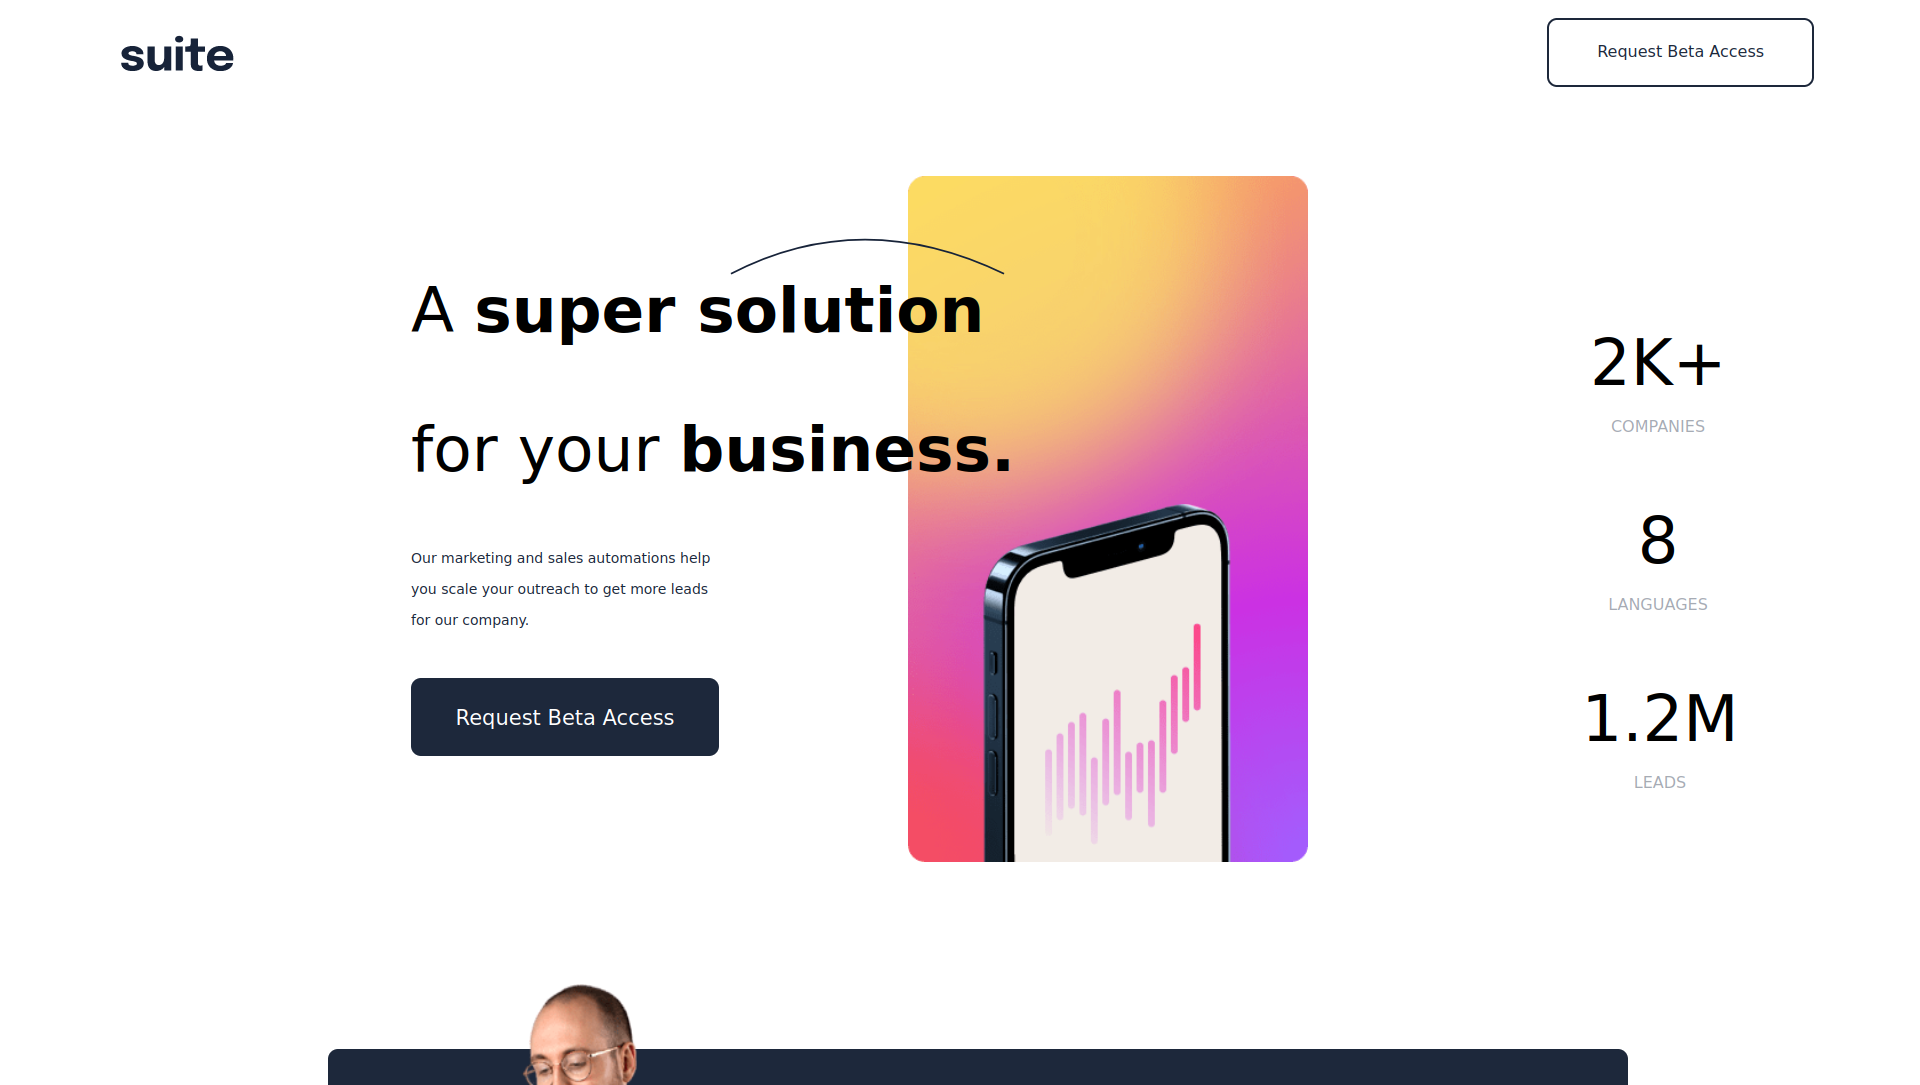 suite
Request Beta Access
A super solution
for your business.
Our marketing and sales automations help
you scale your outreach to get more leads
for our company.
Request Beta Access
2K+
COMPANIES
8
LANGUAGES
1.2M
LEADS